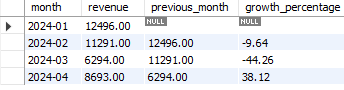 month revenue previous_month growth_percentage
2024-01 12496.00 NULL NULL
2024-02 11291.00 12496.00 -9.64
2024-03 6294.00 11291.00 -44.26
2024-04 8693.00 6294.00 38.12